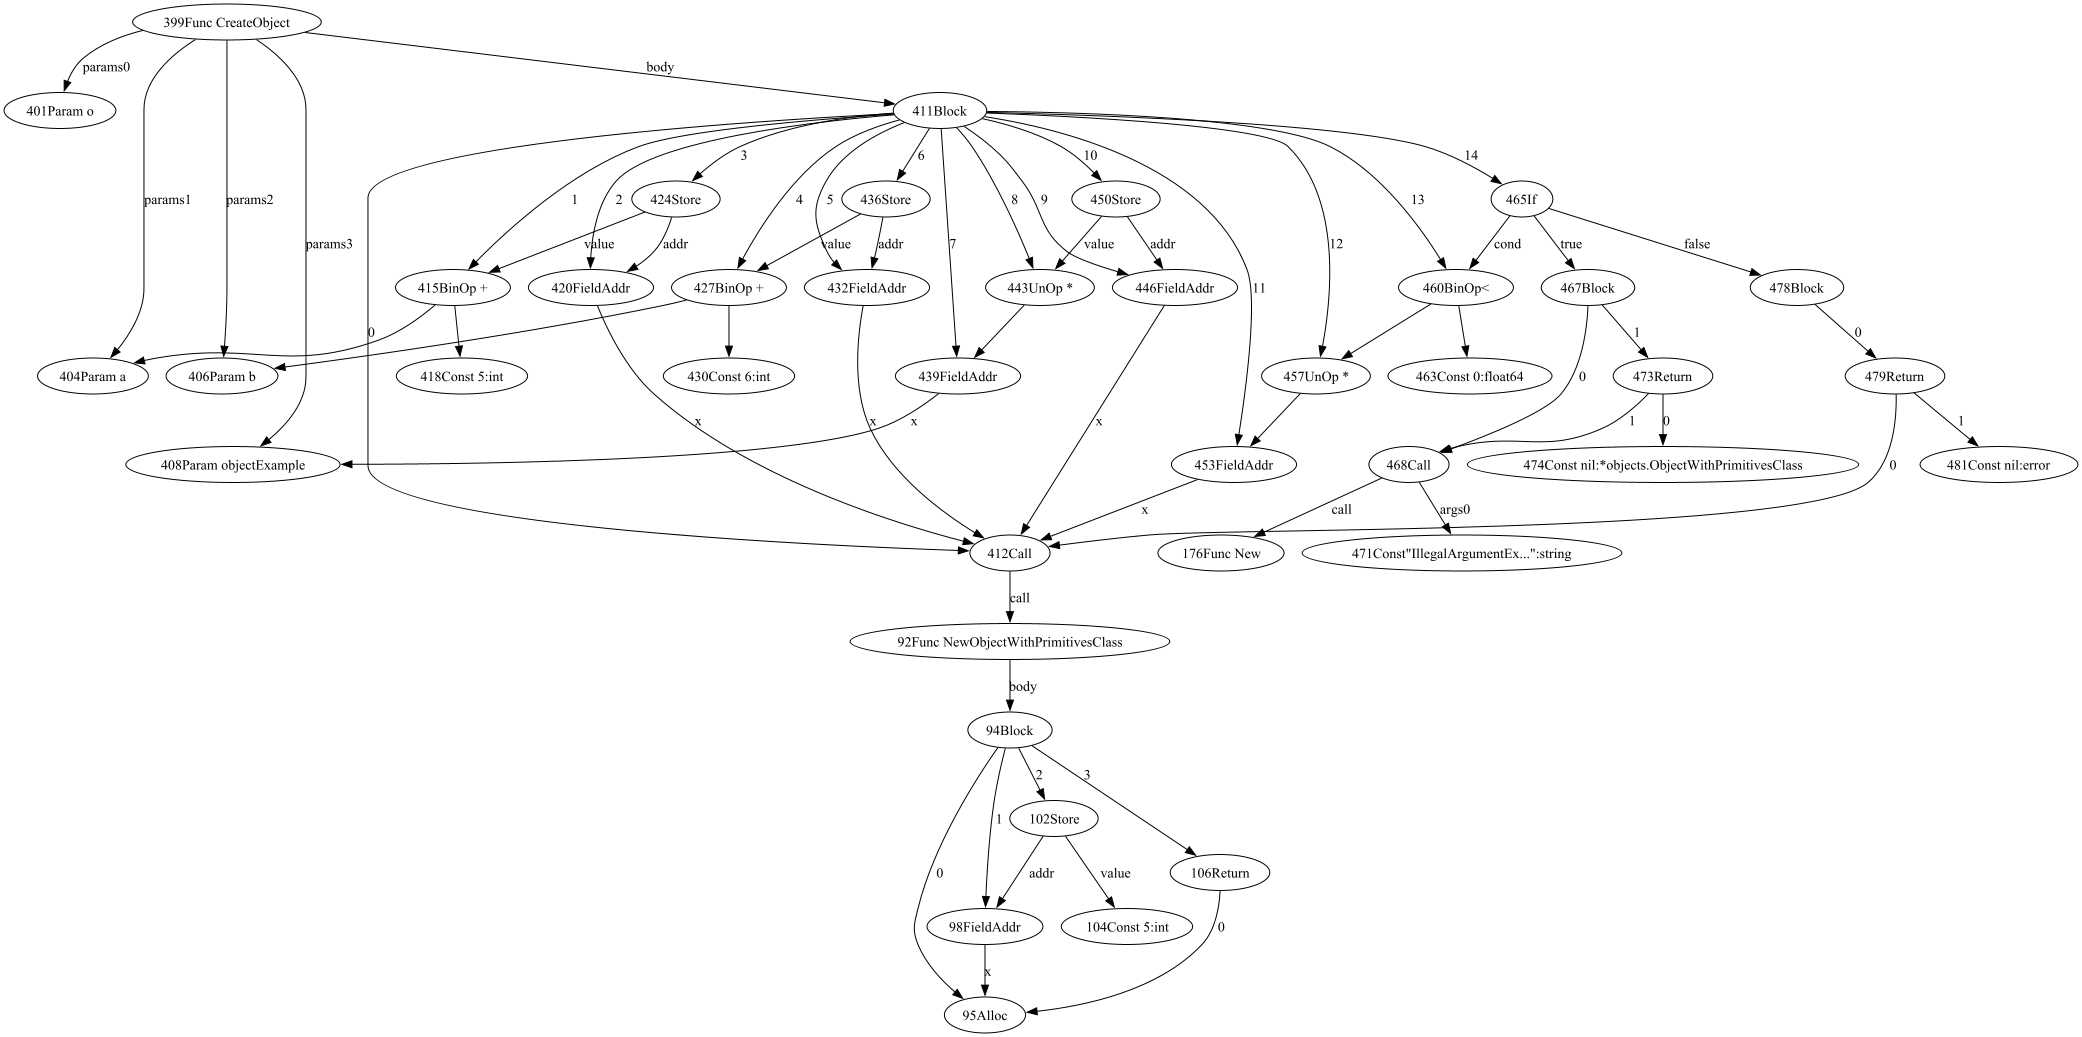 399Func CreateObject
params0
body
401Param o
411Block
3
6
10
14
1
2
4
5
8
9
13
params1
params2
424Store
436Store
450Store
465If
params3
value
addr
value
addr
7
value
addr
12
cond
true
false
415BinOp +
420FieldAddr
427BinOp +
432FieldAddr
443UnOp *
446FieldAddr
11
460BinOp<
467Block
478Block
0
1
0
404Param a
406Param b
418Const 5:int
430Const 6:int
439FieldAddr
457UnOp *
463Const 0:float64
0
473Return
479Return
x
x
x
x
1
0
1
408Param objectExample
453FieldAddr
468Call
474Const nil:*objects.ObjectWithPrimitivesClass
0
481Const nil:error
x
call
args0
412Call
176Func New
471Const"IllegalArgumentEx...":string
call
92Func NewObjectWithPrimitivesClass
body
94Block
2
3
1
102Store
0
addr
value
106Return
98FieldAddr
104Const 5:int
0
x
95Alloc